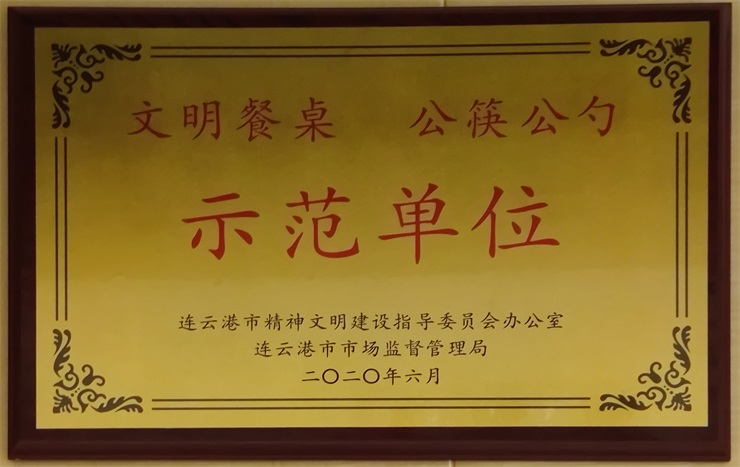 文明餐桌 公筷公勺
示范单位
连云港市精神文明建设指导委员会办公室
连云港市市场监督管理局
二〇二〇年六月